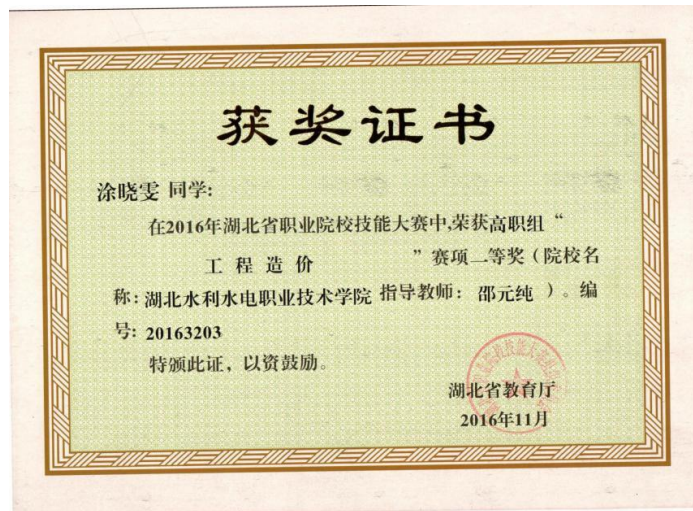 获奖证书
涂晓雯 同学:
在2016年湖北省职业院校技能大赛中,荣获高职组“
工程造价 ”赛项二等奖(院校名
称:湖北水利水电职业技术学院 指导教师: 邵元纯 )。编
号: 20163203
特颁此证，以资鼓励。
湖北省教育厅
2016年11月